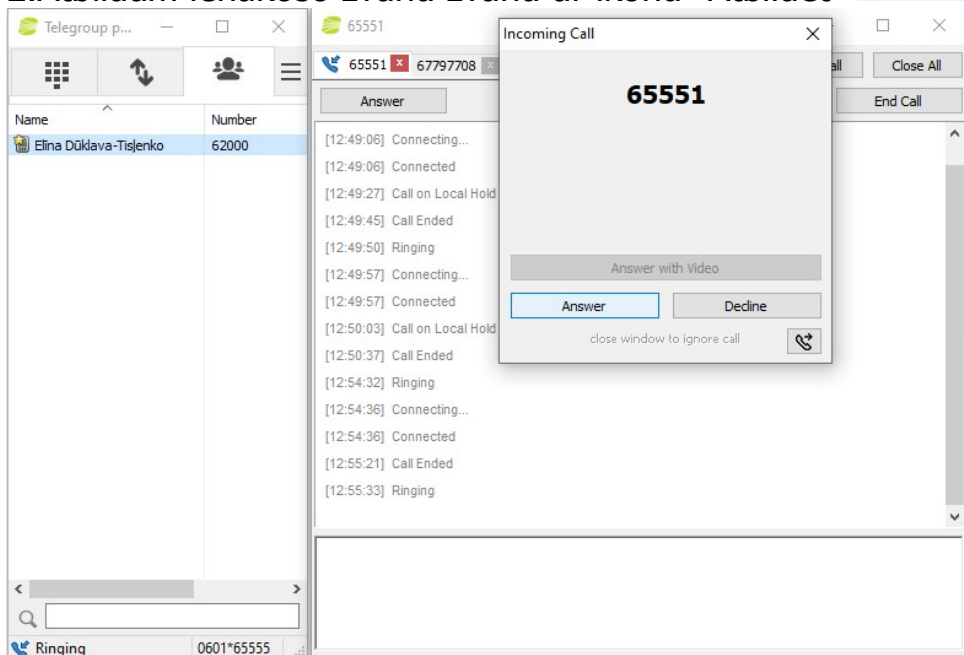 Telegroup p...
Name
Number
Elīna Dūklava-Tisļenko
62000
Ringing
0601*65555
65551
65551
67797708
all
Close All
Answer
End Call
[12:49:06] Connecting...
[12:49:06] Connected
[12:49:27] Call on Local Hold
[12:49:45] Call Ended
[12:49:50] Ringing
[12:49:57] Connecting...
[12:49:57] Connected
[12:50:03] Call on Local Hold
[12:50:37] Call Ended
[12:54:32] Ringing
[12:54:36] Connecting...
[12:54:36] Connected
[12:55:21] Call Ended
[12:55:33] Ringing
Incoming Call
65551
Answer with Video
Answer
Decline
close window to ignore call